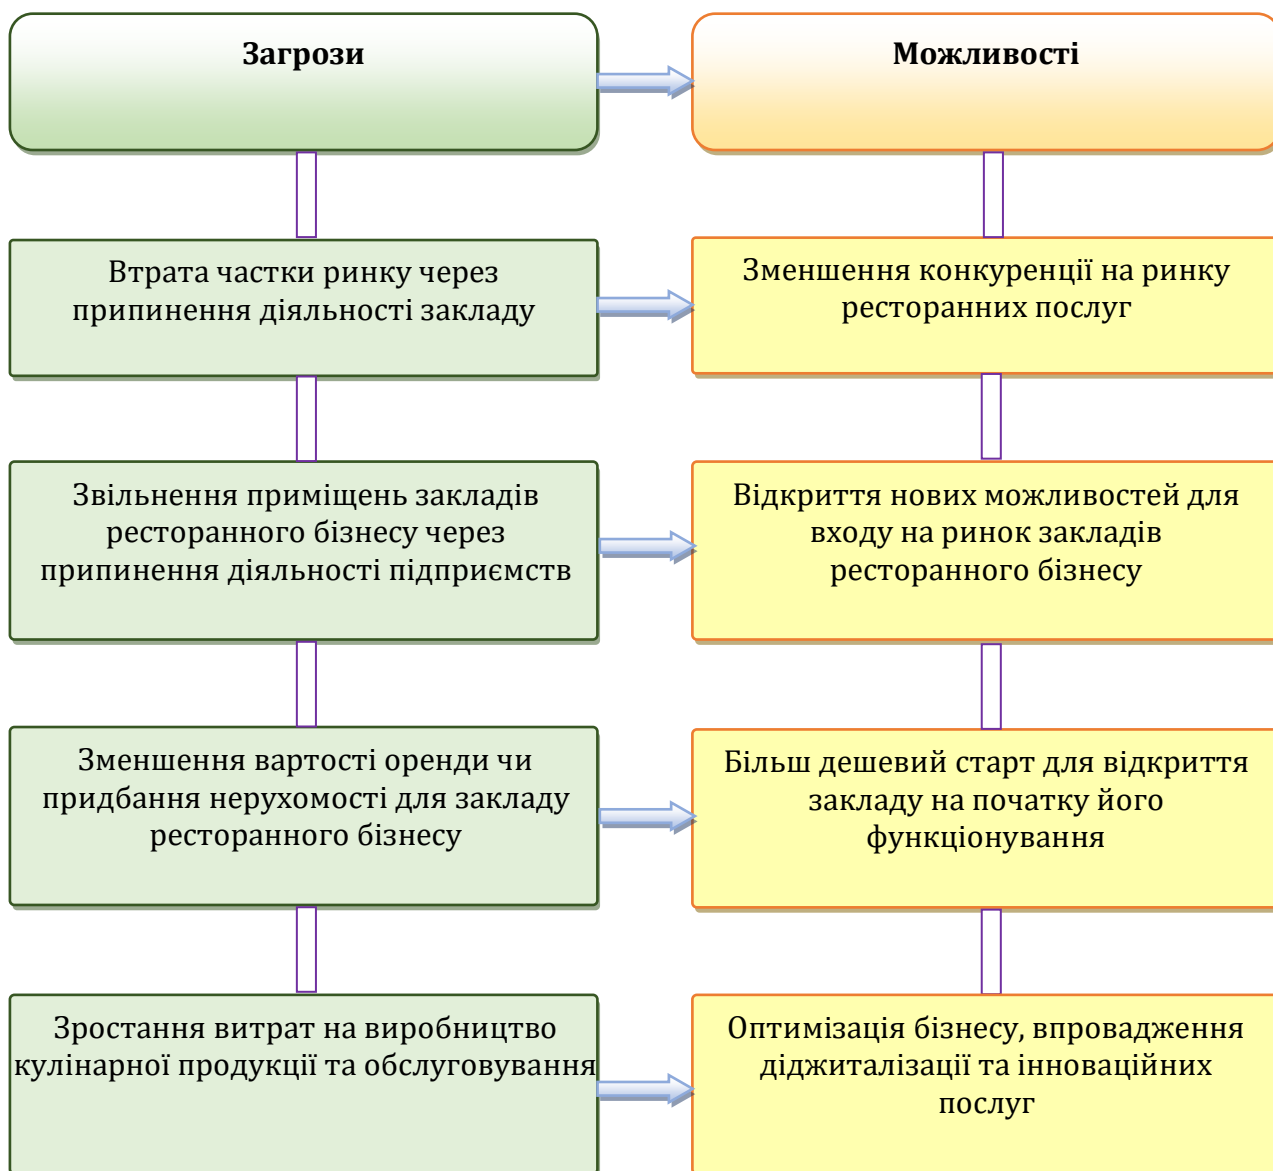 Загрози
Можливості
Втрата частки ринку через
припинення діяльності закладу
Зменшення конкуренції на ринку
ресторанних послуг
Звільнення приміщень закладів
ресторанного бізнесу через
припинення діяльності підприємств
Відкриття нових можливостей для
входу на ринок закладів
ресторанного бізнесу
Зменшення вартості оренди чи
придбання нерухомості для закладу
ресторанного бізнесу
Більш дешевий старт для відкриття
закладу на початку його
функціонування
Зростання витрат на виробництво
кулінарної продукції та обслуговування
Оптимізація бізнесу, впровадження
діджиталізації та інноваційних
послуг